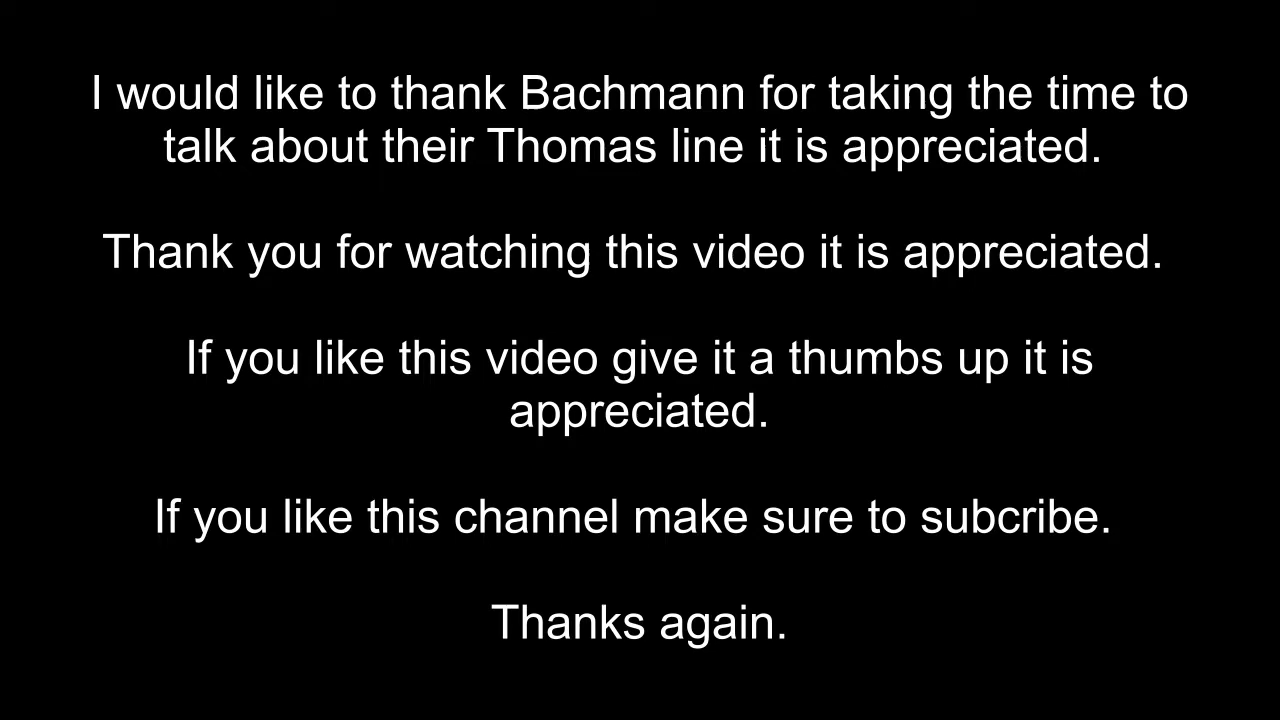 I would like to thank Bachmann for taking the time to
talk about their Thomas line it is appreciated.
Thank you for watching this video it is appreciated.
If you like this video give it a thumbs up it is
appreciated.
If you like this channel make sure to subcribe.
Thanks again.